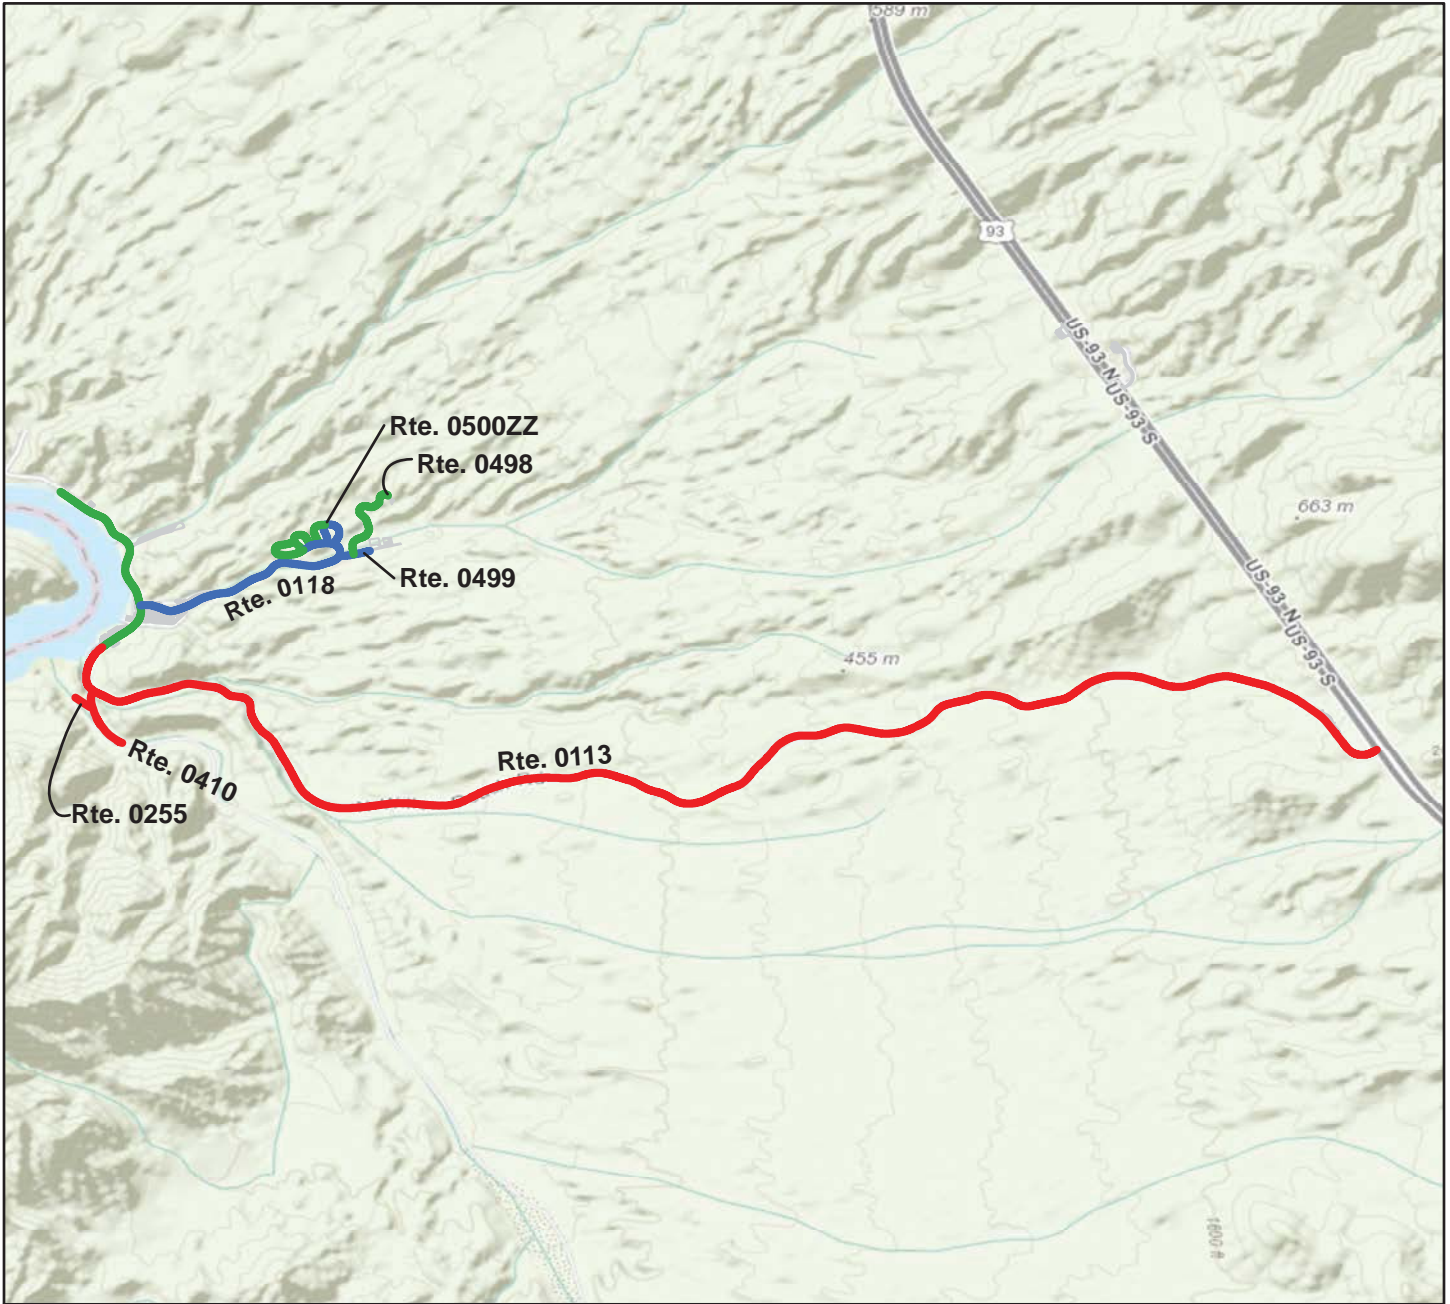 589 m
93
US-93-N
US-93-S
Rte. 0500ZZ
Rte. 0498
663 m
Rte. 0499
Rte. 0118
US-93-N
US-93-S
455 m
Rte. 0113
Rte. 0410
Rte. 0255
1800 ft